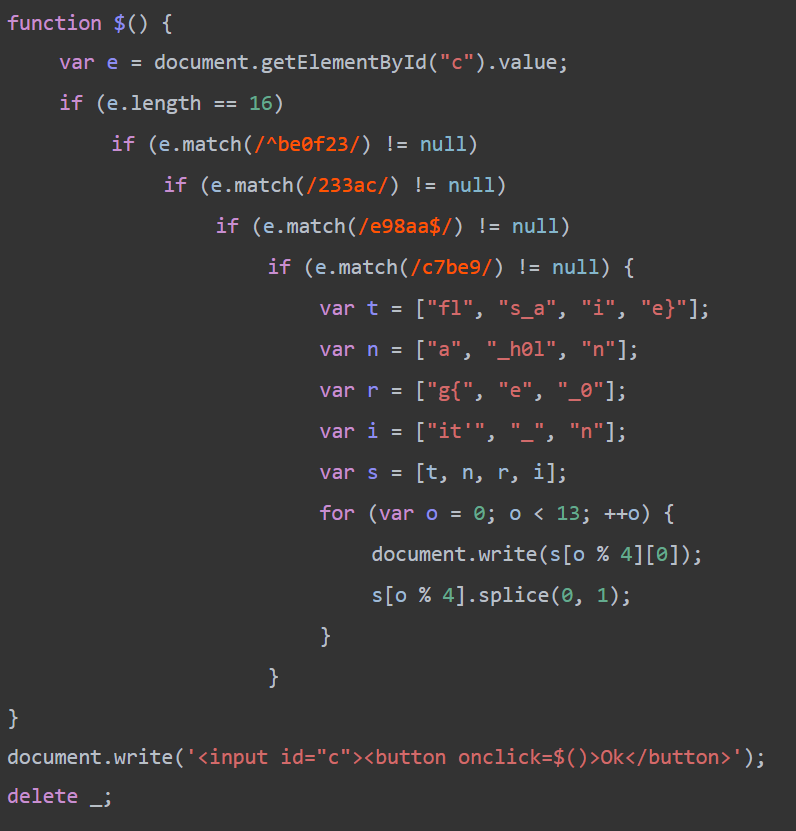 function $() {
    var e = document.getElementById("c").value;
    if (e.length == 16)
        if (e.match(/^be0f23/) != null)
            if (e.match(/233ac/) != null)
                if (e.match(/e98aa$/) != null)
                    if (e.match(/c7be9/) != null) {
                        var t = ["fl", "s_a", "i", "e}"];
                        var n = ["a", "_h0l", "n"];
                        var r = ["g{", "e", "_0"];
                        var i = ["it'", "_", "n"];
                        var s = [t, n, r, i];
                        for (var o = 0; o < 13; ++o) {
                            document.write(s[o % 4][0]);
                            s[o % 4].splice(0, 1);
                        }
                    }
}
document.write('<input id="c"><button onclick=$()>Ok</button>');
delete _;